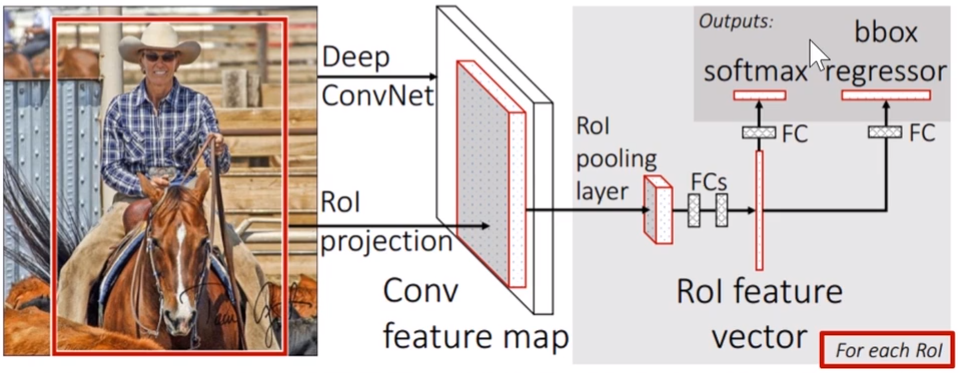 Deep
ConvNet
RoI
projection
Conv
feature map
RoI
pooling
layer
FCs
RoI feature
vector
Outputs:
softmax
bbox
regressor
FC
FC
For each RoI